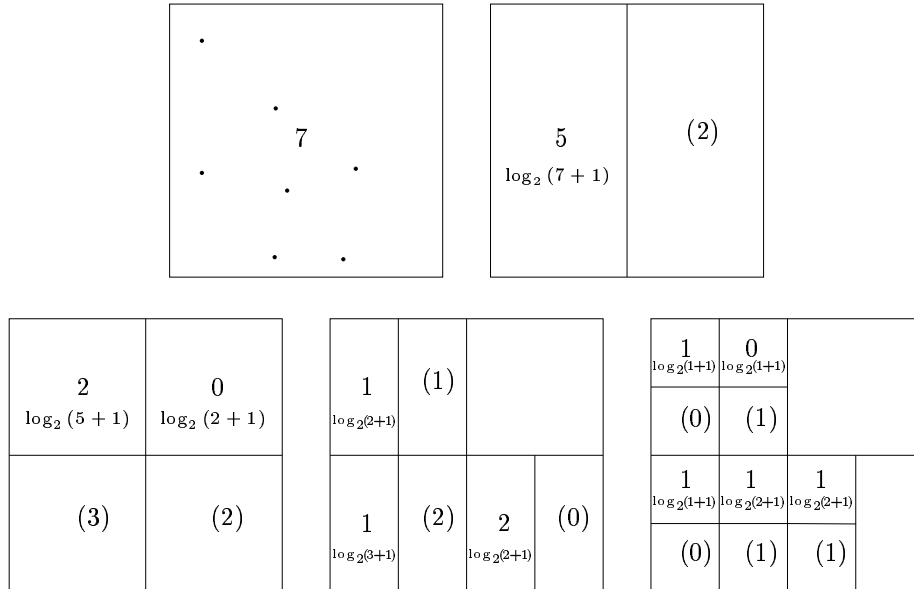 7
5 (2)
log₂ (7 + 1)
2 0
log₂ (5 + 1) log₂ (2 + 1)
(3) (2)
1 (1)
log₂(2+1)
1 (2) 2 (0)
log₂(3+1) log₂(2+1)
1 0
log₂(1+1) log₂(1+1)
(0) (1)
1 1 1
log₂(1+1) log₂(2+1) log₂(2+1)
(0) (1) (1)